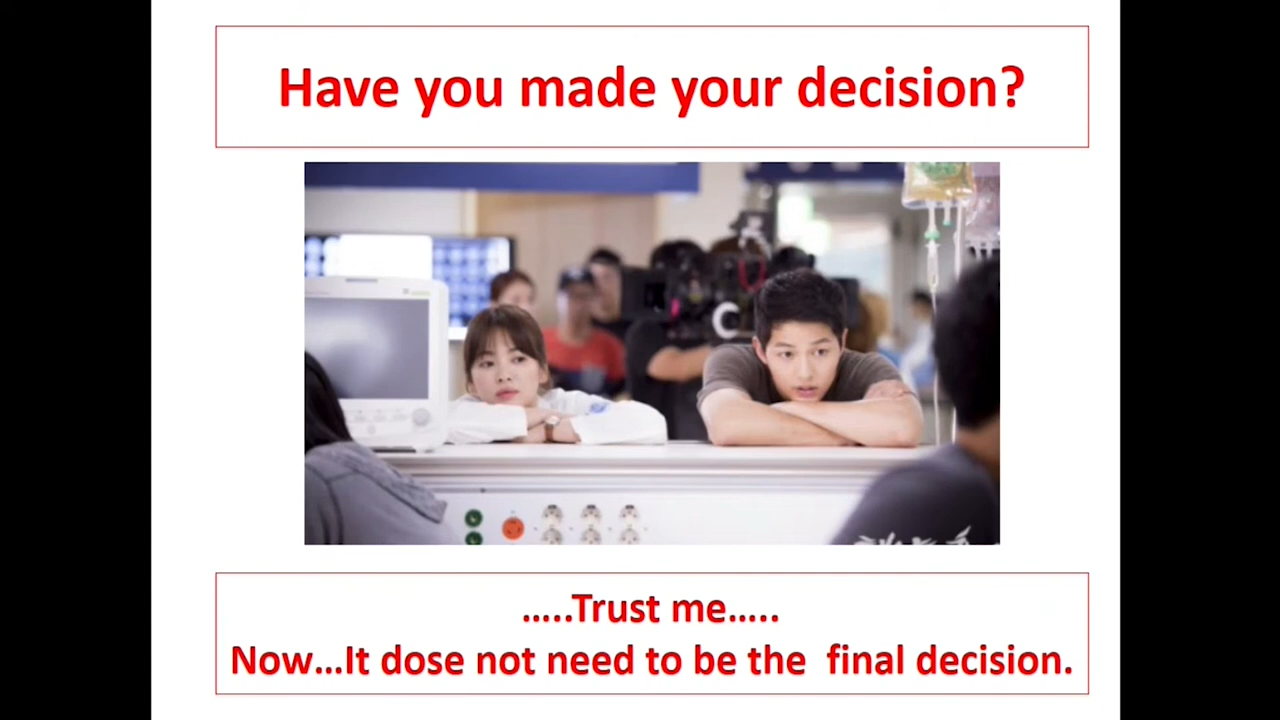 Have you made your decision?
…..Trust me…..
Now…It dose not need to be the final decision.